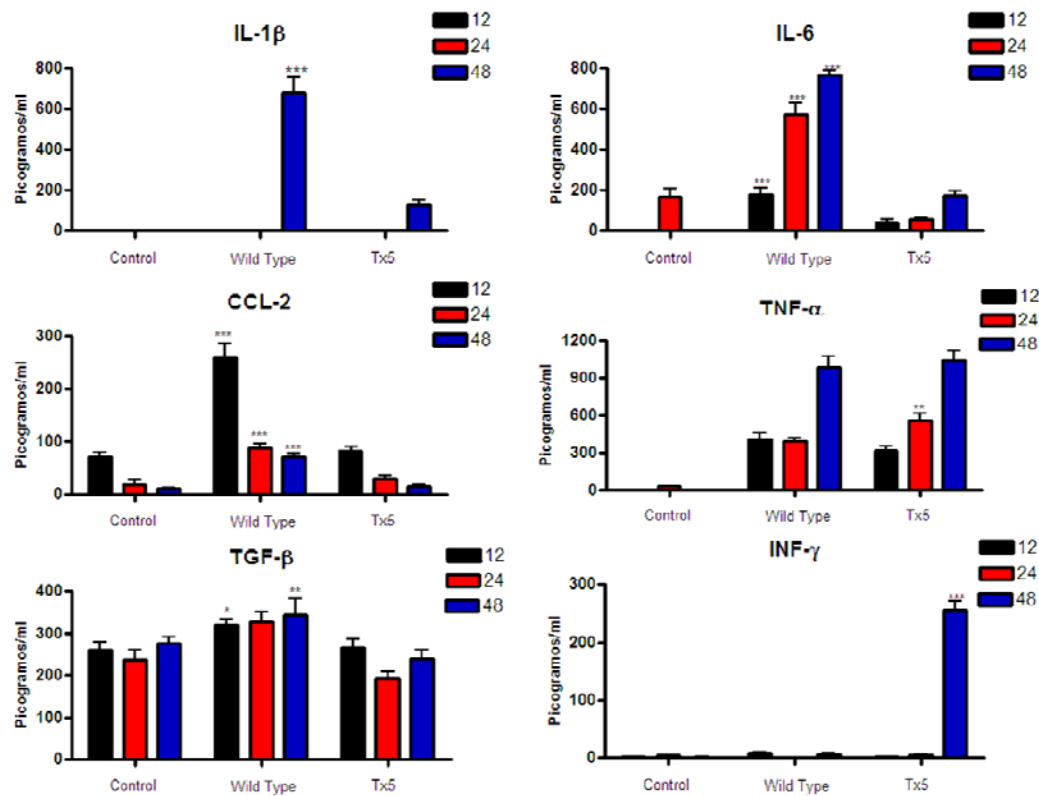 IL-1β
12
24
48
800
600
400
200
0
Picogramos/ml
***
Control
Wild Type
Tx5
IL-6
12
24
48
800
600
400
200
0
Picogramos/ml
***
***
***
Control
Wild Type
Tx5
CCL-2
12
24
48
300
200
100
0
Picogramos/ml
***
***
***
Control
Wild Type
Tx5
TNF-α
12
24
48
1200
900
600
300
0
Picogramos/ml
**
Control
Wild Type
Tx5
TGF-β
12
24
48
400
300
200
100
0
Picogramos/ml
*
**
Control
Wild Type
Tx5
INF-γ
12
24
48
300
200
100
0
Picogramos/ml
***
Control
Wild Type
Tx5